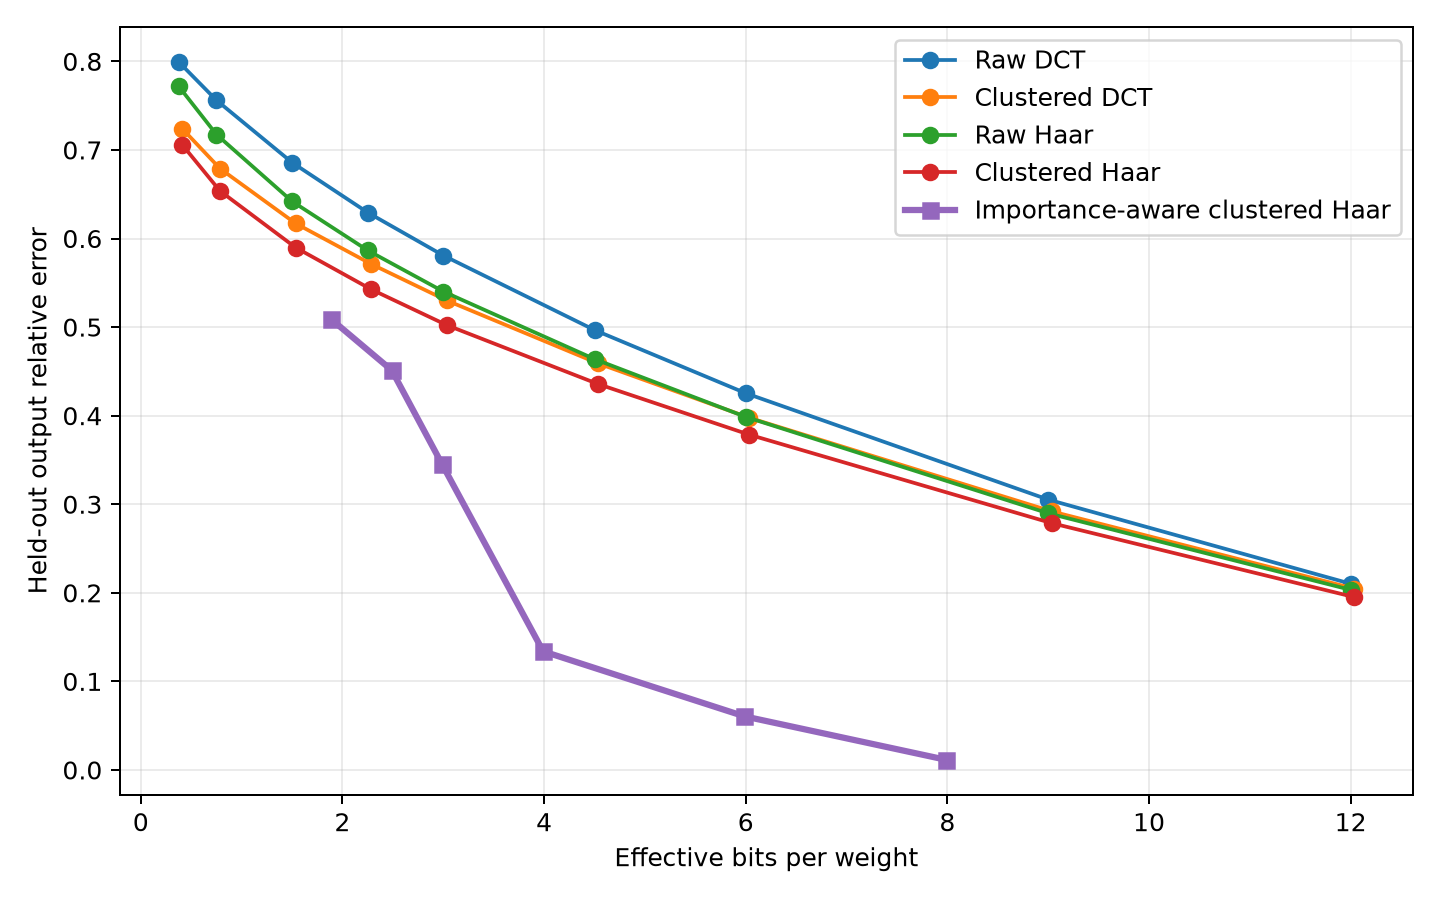 Raw DCT
Clustered DCT
Raw Haar
Clustered Haar
Importance-aware clustered Haar
Held-out output relative error
0.8
0.7
0.6
0.5
0.4
0.3
0.2
0.1
0.0
0 2 4 6 8 10 12
Effective bits per weight